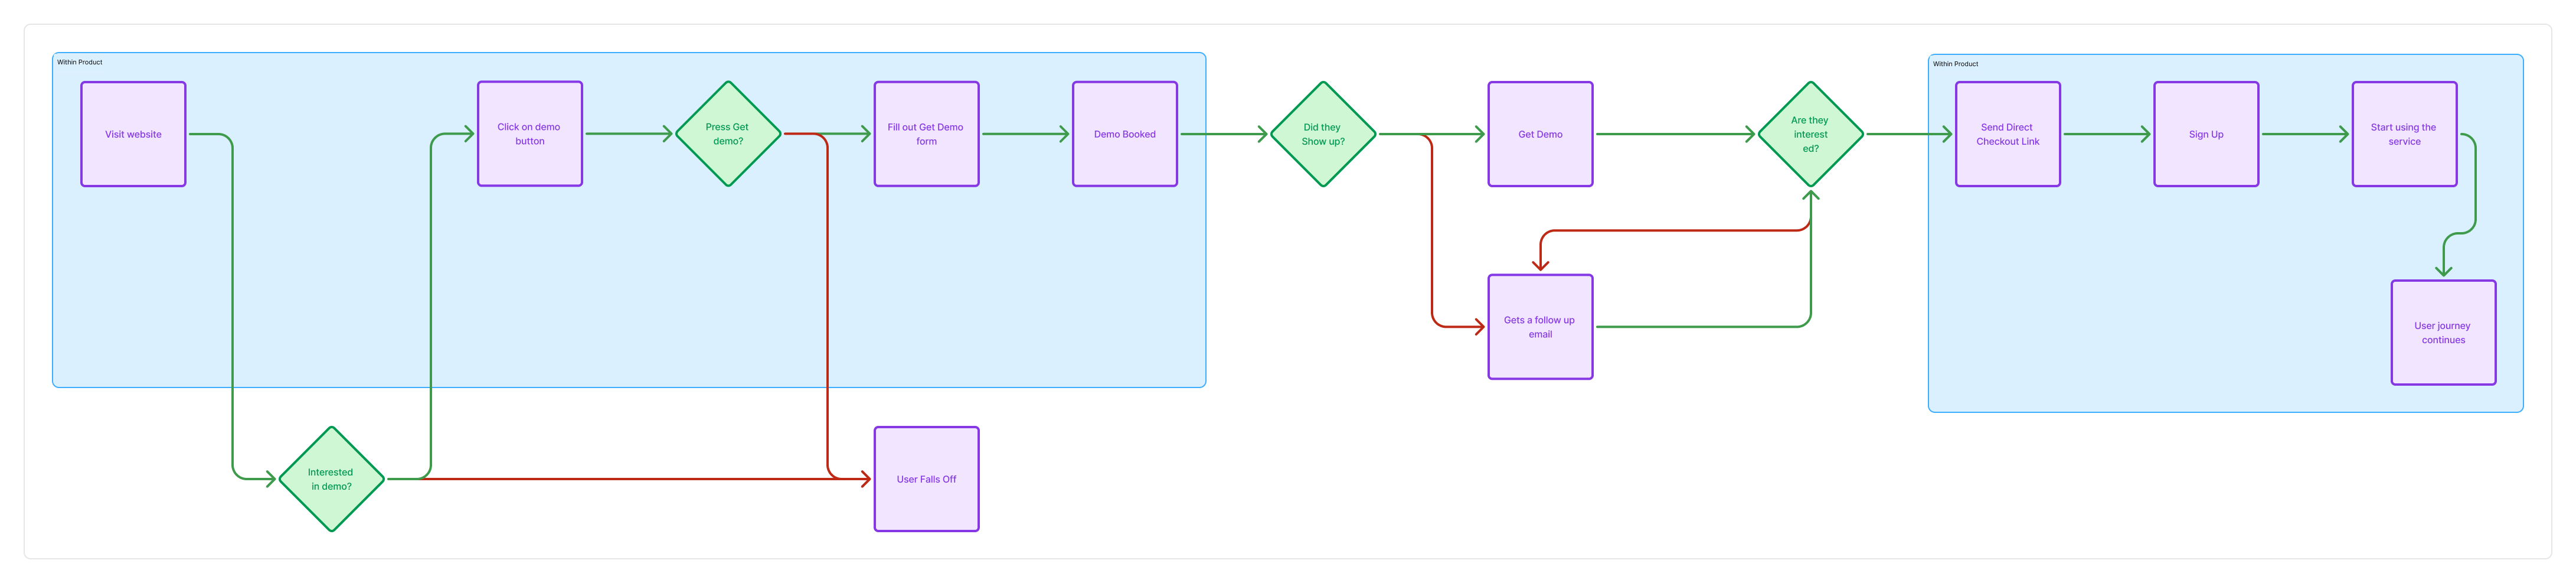 Within Product
Visit website
Click on demo
button
Press Get
demo?
Fill out Get Demo
form
Demo Booked
Did they
Show up?
Get Demo
Are they
interest
ed?
Within Product
Send Direct
Checkout Link
Sign Up
Start using the
service
Gets a follow up
email
User journey
continues
Interested
in demo?
User Falls Off